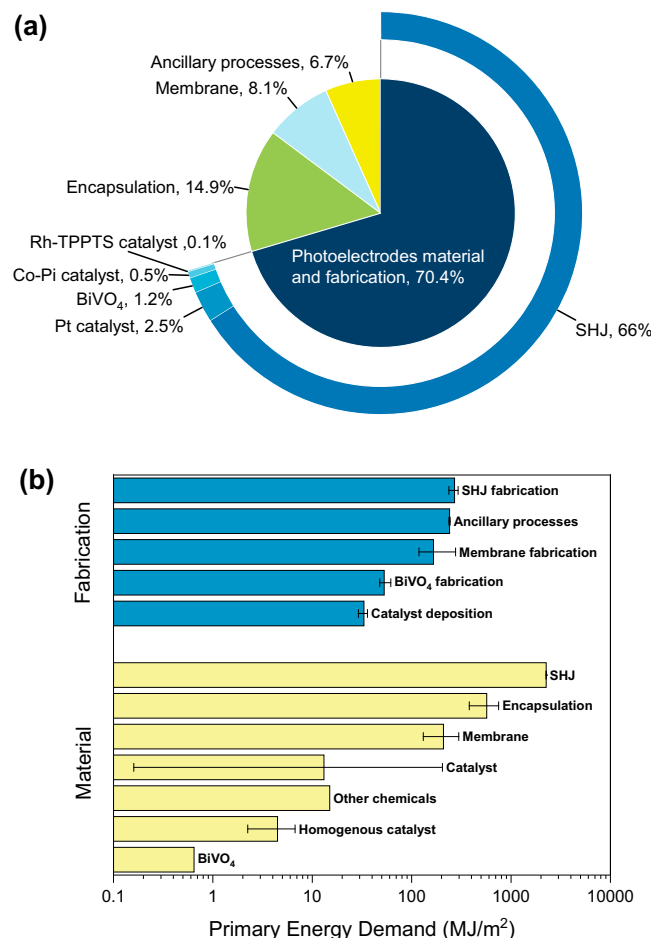 (a)
Ancillary processes, 6.7%
Membrane, 8.1%
Encapsulation, 14.9%
Rh-TPPTS catalyst ,0.1%
Co-Pi catalyst, 0.5%
BiVO₄, 1.2%
Pt catalyst, 2.5%
Photoelectrodes material
and fabrication, 70.4%
SHJ, 66%
(b)
Fabrication
SHJ fabrication
Ancillary processes
Membrane fabrication
BiVO₄ fabrication
Catalyst deposition
Material
SHJ
Encapsulation
Membrane
Catalyst
Other chemicals
Homogenous catalyst
BiVO₄
0.1 1 10 100 1000 10000
Primary Energy Demand (MJ/m²)